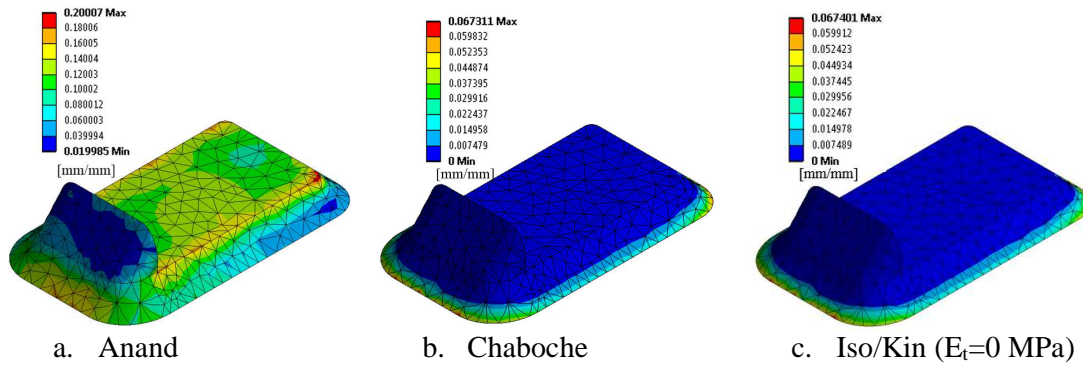 0.20007 Max
0.18006
0.16005
0.14004
0.12003
0.10002
0.080012
0.060003
0.039994
0.019985 Min
[mm/mm]
0.067311 Max
0.059832
0.052353
0.044874
0.037395
0.029916
0.022437
0.014958
0.007479
0 Min
[mm/mm]
0.067401 Max
0.059912
0.052423
0.044934
0.037445
0.029956
0.022467
0.014978
0.007489
0 Min
[mm/mm]
a. Anand
b. Chaboche
c. Iso/Kin (Eₜ=0 MPa)